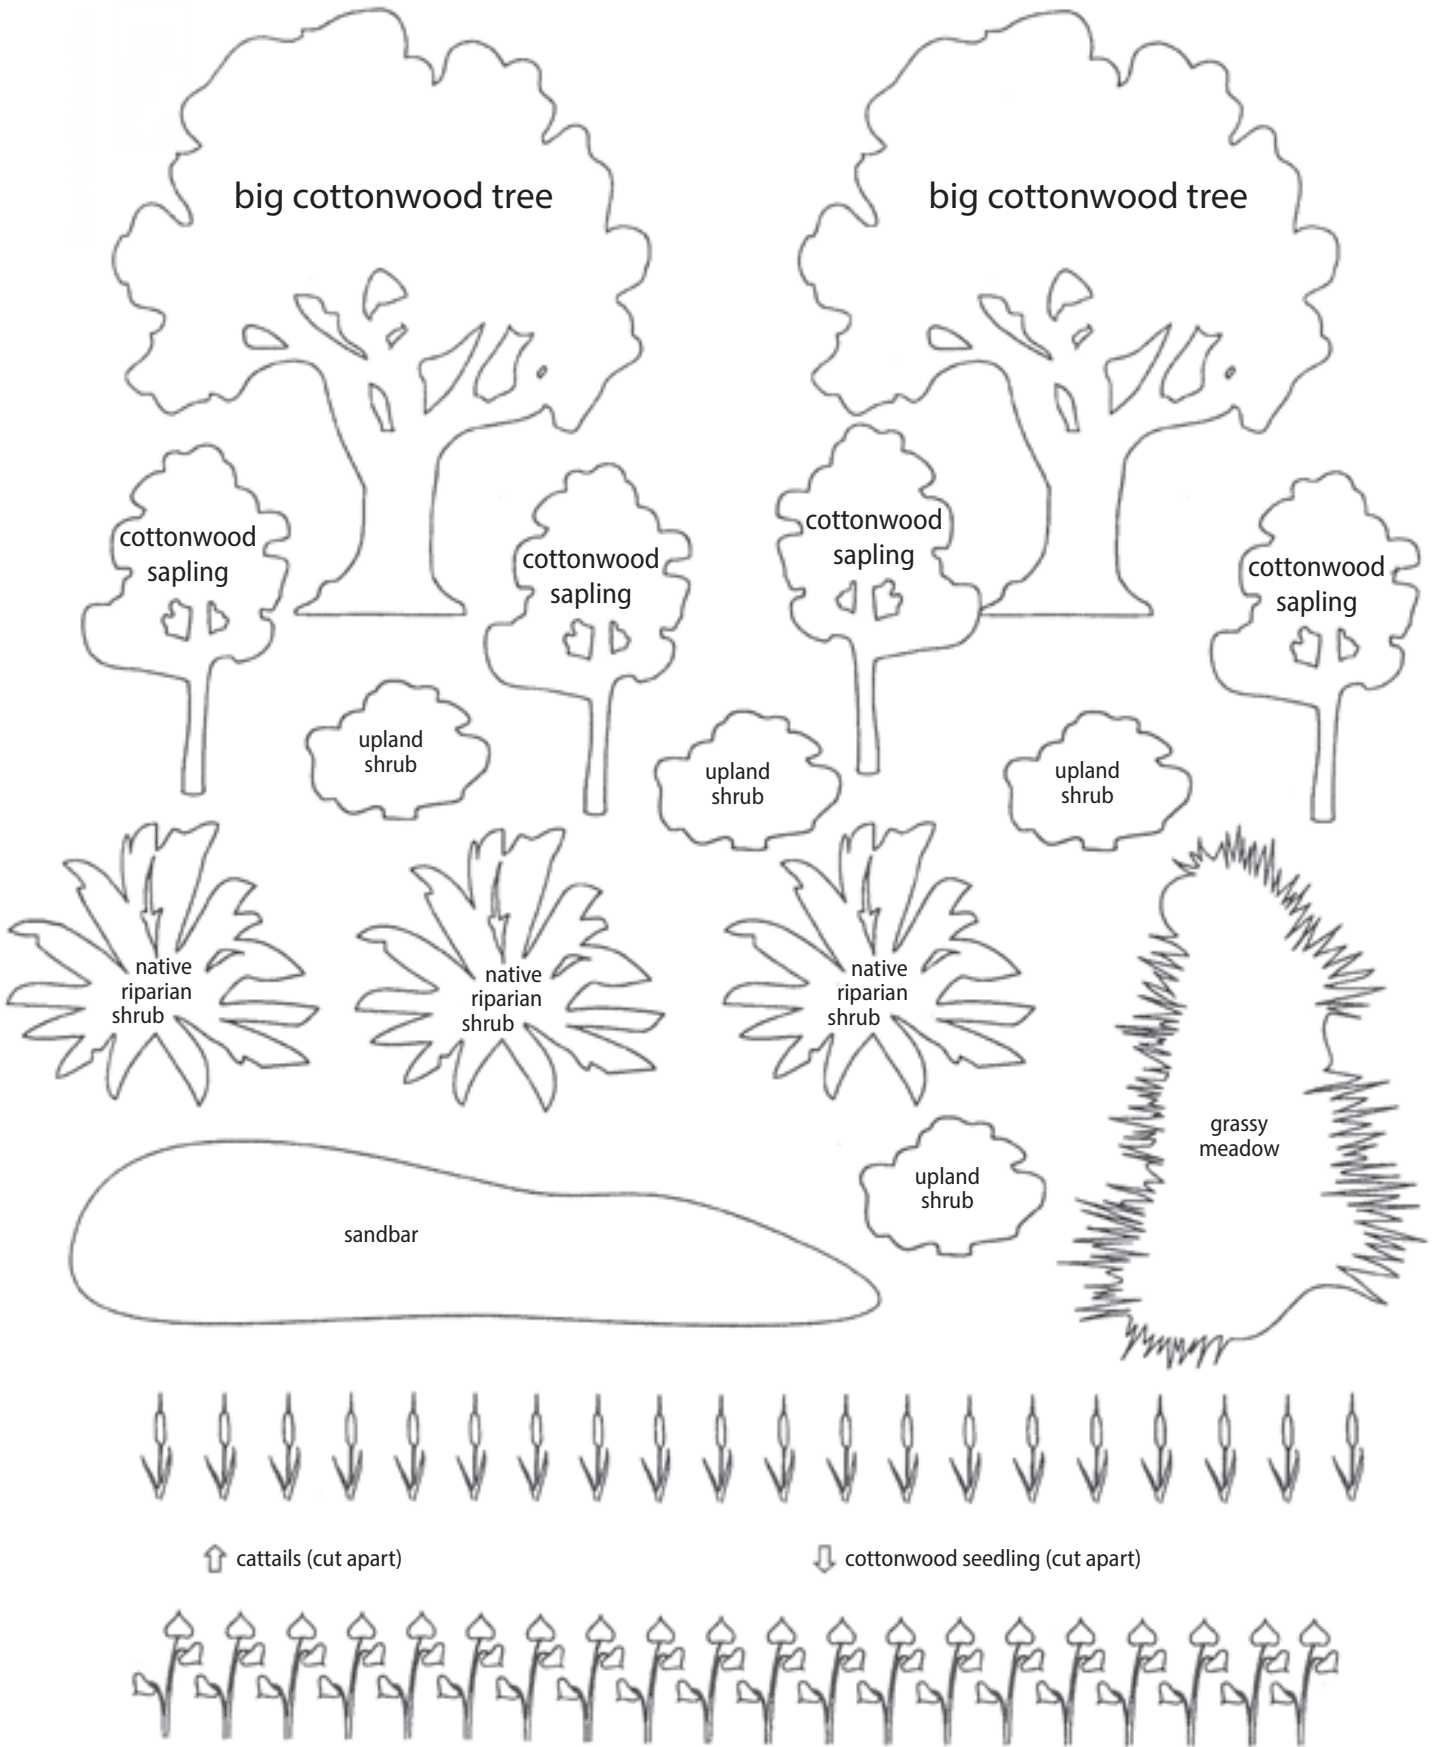 big cottonwood tree
big cottonwood tree
cottonwood
sapling
cottonwood
sapling
cottonwood
sapling
cottonwood
sapling
upland
shrub
upland
shrub
upland
shrub
native
riparian
shrub
native
riparian
shrub
native
riparian
shrub
grassy
meadow
upland
shrub
sandbar
cattails (cut apart)
cottonwood seedling (cut apart)